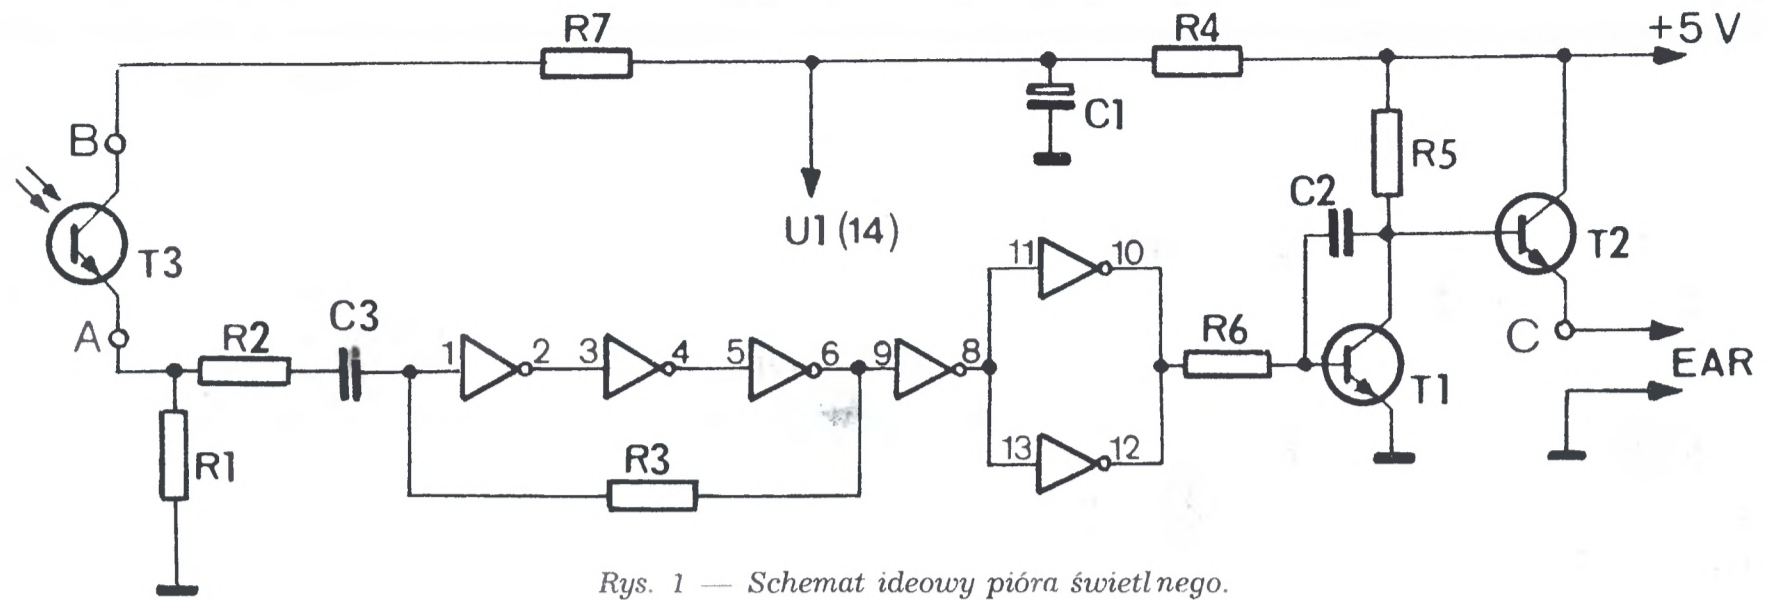 R7
R4
+5 V
C1
B
R5
C2
U1 (14)
T2
T3
11
10
A
C3
R2
R6
1
2
3
4
5
6
9
8
C
EAR
T1
R1
R3
13
12
Rys. 1 — Schemat ideowy pióra świetlnego.